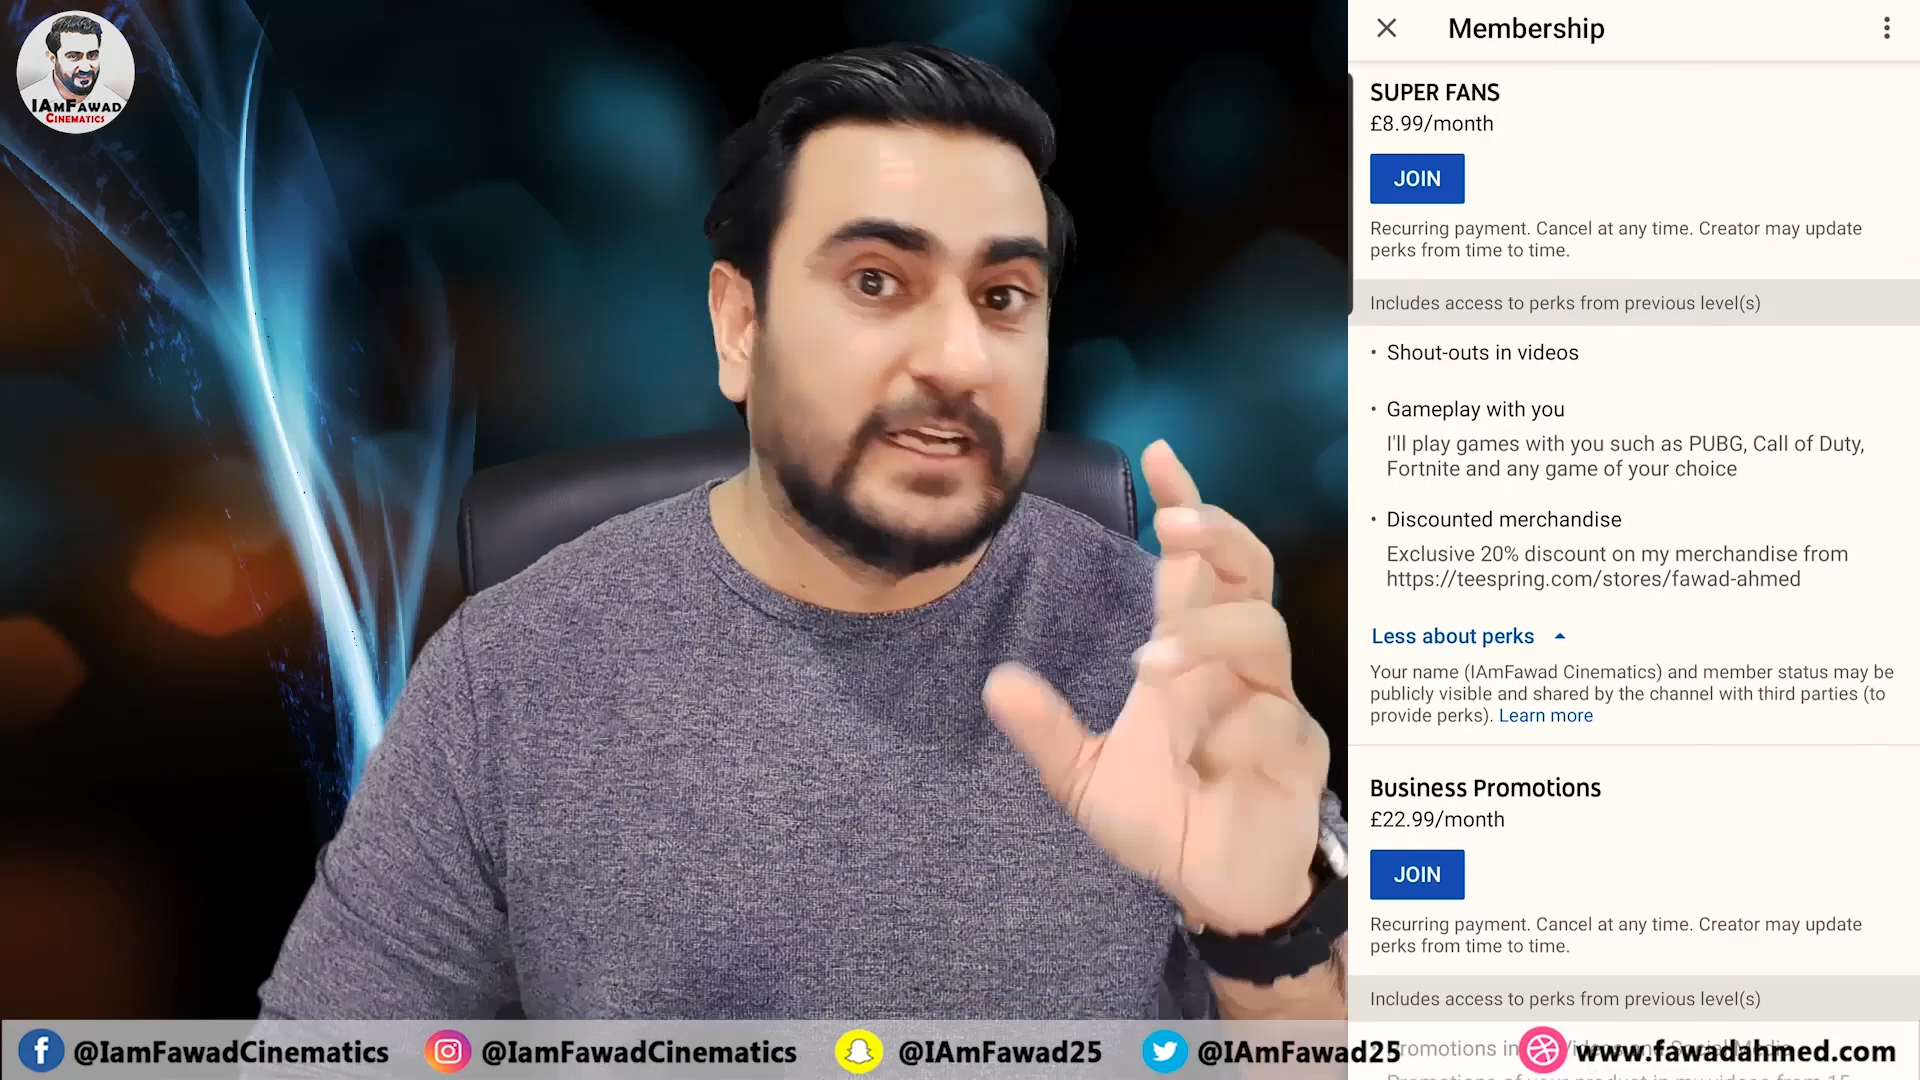 IAMFAWAD
CINEMATICS
Membership
SUPER FANS
£8.99/month
JOIN
Recurring payment. Cancel at any time. Creator may update
perks from time to time.
Includes access to perks from previous level(s)
• Shout-outs in videos
• Gameplay with you
I'll play games with you such as PUBG, Call of Duty,
Fortnite and any game of your choice
• Discounted merchandise
Exclusive 20% discount on my merchandise from
https://teespring.com/stores/fawad-ahmed
Less about perks
Your name (IAmFawad Cinematics) and member status may be
publicly visible and shared by the channel with third parties (to
provide perks). Learn more
Business Promotions
£22.99/month
JOIN
Recurring payment. Cancel at any time. Creator may update
perks from time to time.
Includes access to perks from previous level(s)
@IamFawadCinematics @IamFawadCinematics @IAmFawad25 @IAmFawad25 www.fawadahmed.com